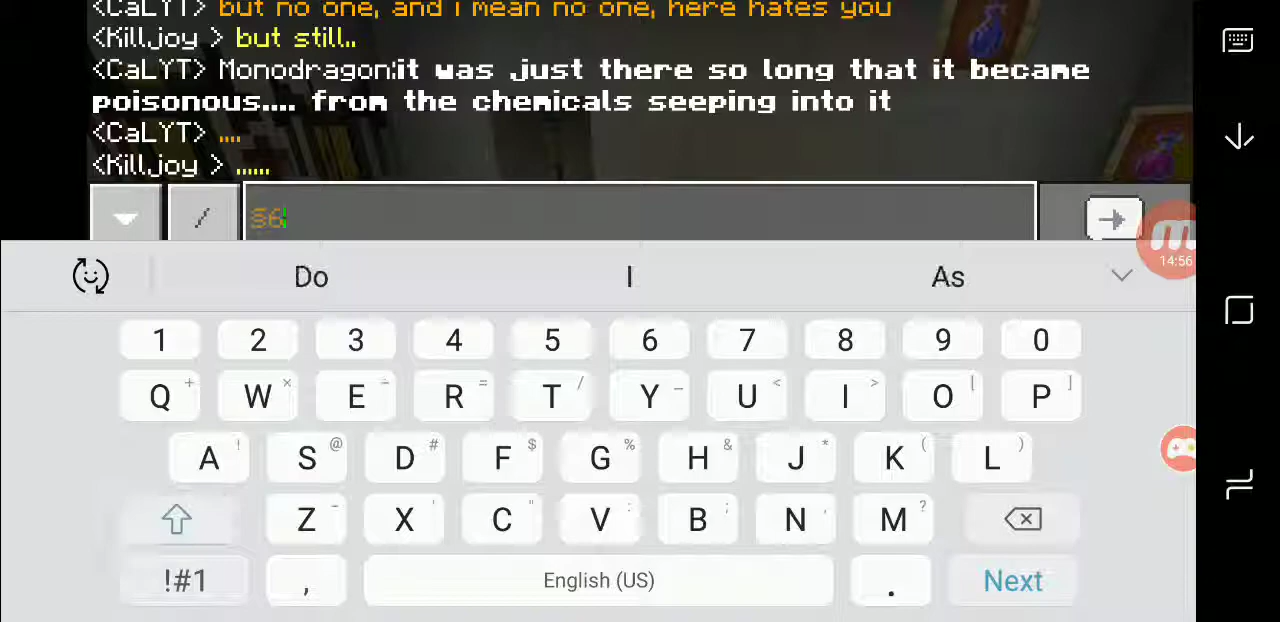 <CaLYT> but no one, and i mean no one, here hates you
<Killjoy > but still..
<CaLYT> Monodragon:it was just there so long that it became
poisonous.... from the chemicals seeping into it
<CaLYT> ....
<Killjoy > ......
/ §6
14:56
Do I As
1 2 3 4 5 6 7 8 9 0
Q + W × E ÷ R = T / Y _ U < I > O [ P ]
A ! S @ D # F $ G % H & J * K ( L )
Z - X ' C " V : B ; N , M ?
!#1 , English (US) . Next